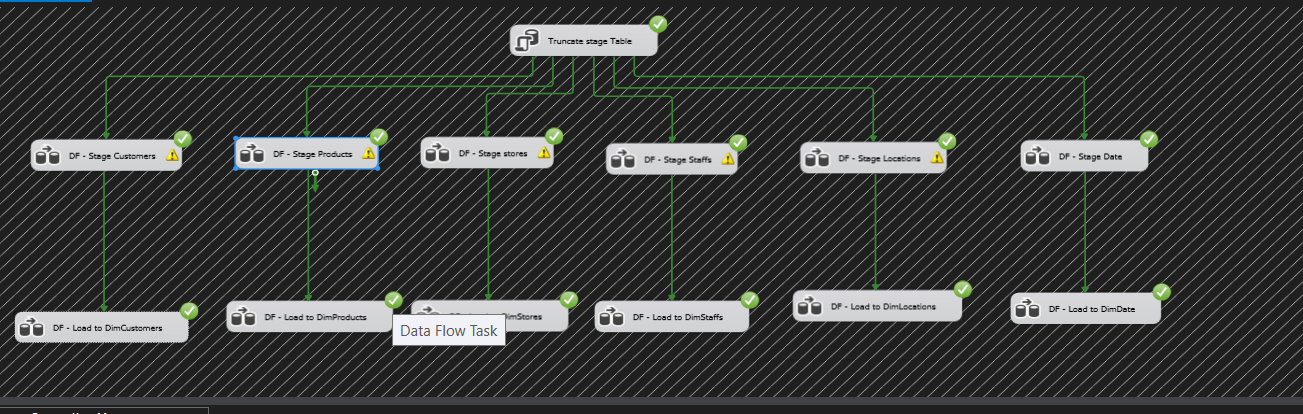 Truncate stage Table
DF - Stage Customers
DF - Stage Products
DF - Stage stores
DF - Stage Staffs
DF - Stage Locations
DF - Stage Date
DF - Load to DimCustomers
DF - Load to DimProducts
DimStores
DF - Load to DimStaffs
DF - Load to DimLocations
DF - Load to DimDate
Data Flow Task